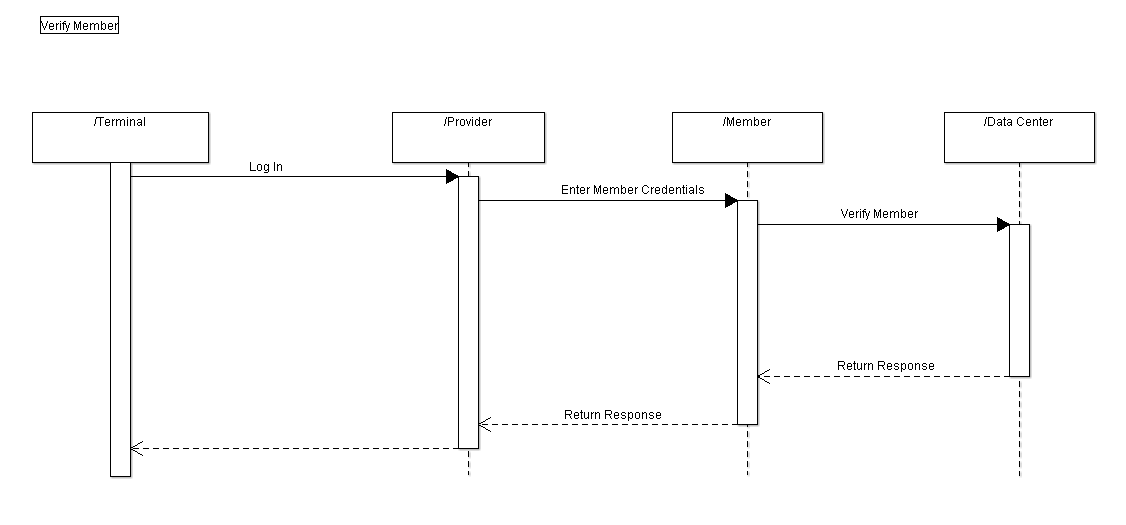 Verify Member
/Terminal
/Provider
/Member
/Data Center
Log In
Enter Member Credentials
Verify Member
Return Response
Return Response